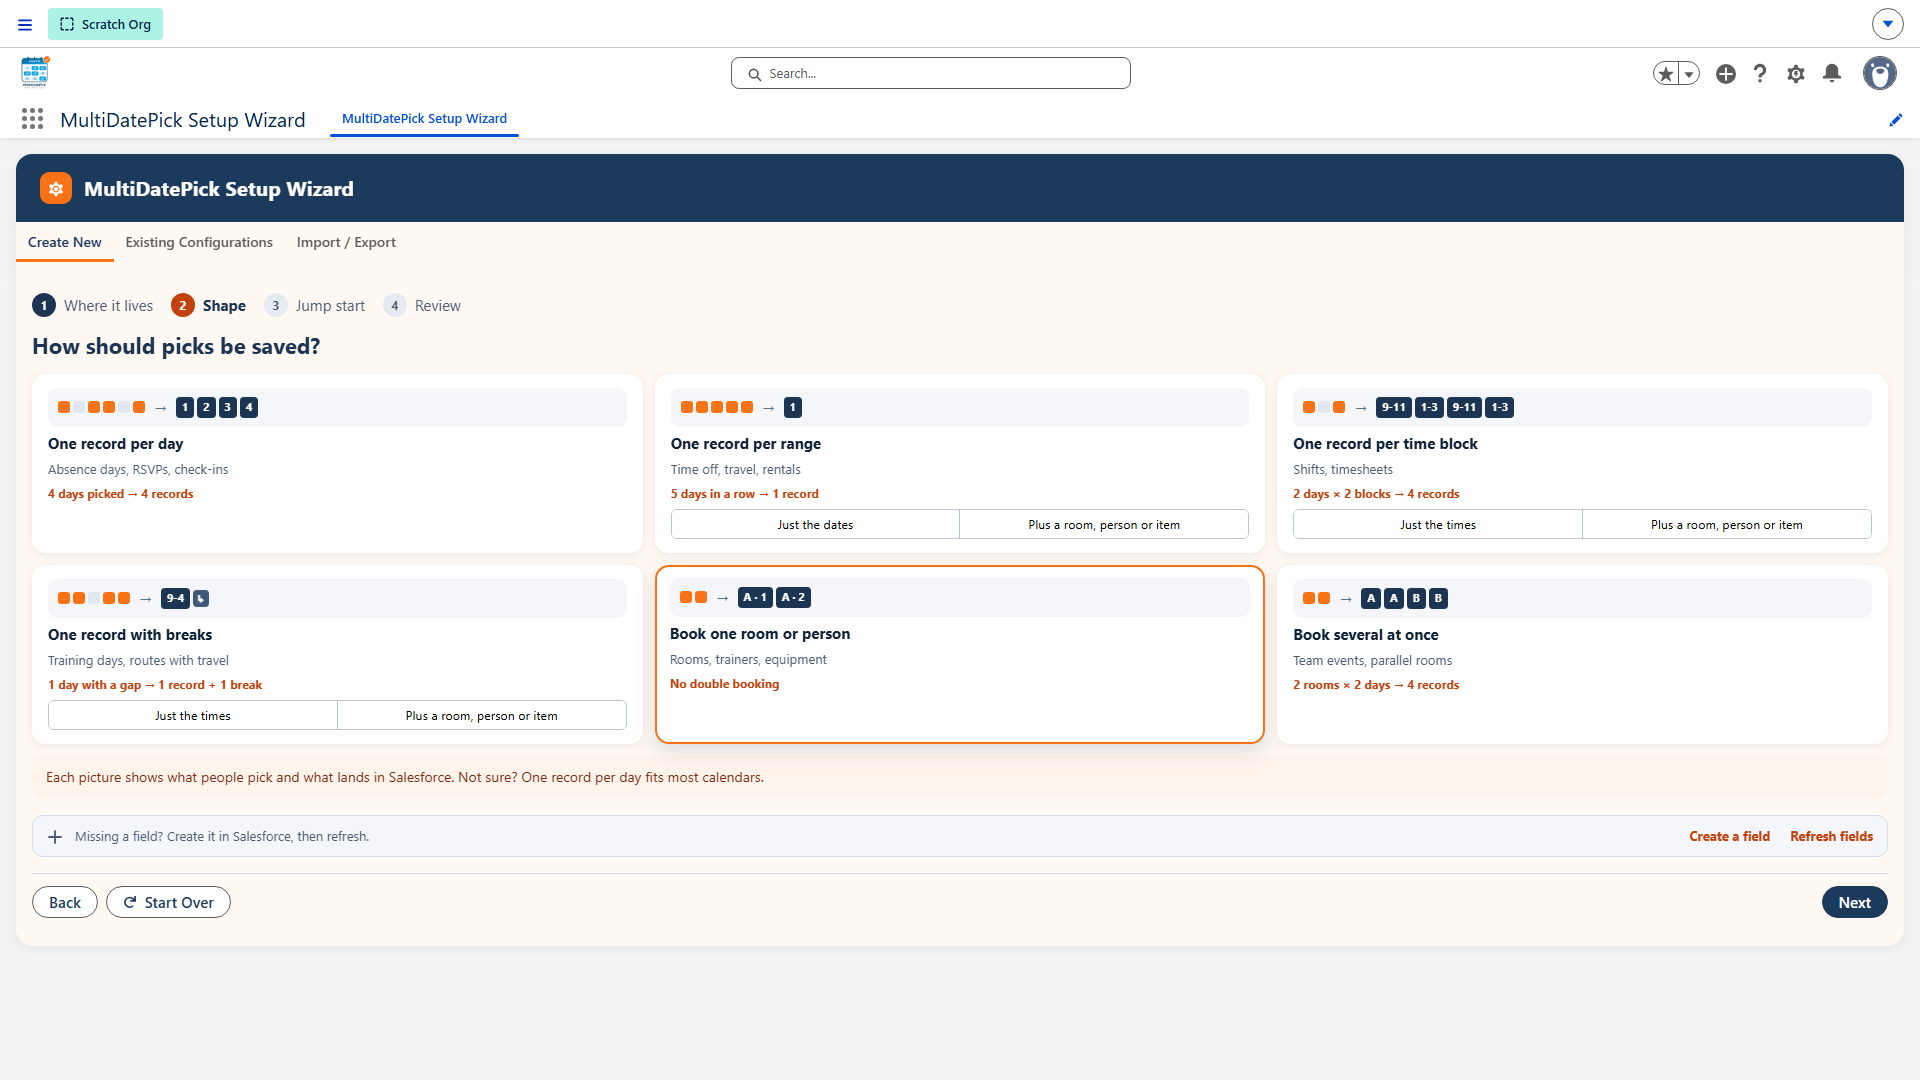 Scratch Org
Search...
MultiDatePick Setup Wizard
MultiDatePick Setup Wizard
MultiDatePick Setup Wizard
Create New
Existing Configurations
Import / Export
1 Where it lives
2 Shape
3 Jump start
4 Review
How should picks be saved?
→ 1 2 3 4
One record per day
Absence days, RSVPs, check-ins
4 days picked → 4 records
→ 1
One record per range
Time off, travel, rentals
5 days in a row → 1 record
Just the dates
Plus a room, person or item
→ 9-11 1-3 9-11 1-3
One record per time block
Shifts, timesheets
2 days × 2 blocks → 4 records
Just the times
Plus a room, person or item
→ 9-4
One record with breaks
Training days, routes with travel
1 day with a gap → 1 record + 1 break
Just the times
Plus a room, person or item
→ A · 1 A · 2
Book one room or person
Rooms, trainers, equipment
No double booking
→ A A B B
Book several at once
Team events, parallel rooms
2 rooms × 2 days → 4 records
Each picture shows what people pick and what lands in Salesforce. Not sure? One record per day fits most calendars.
Missing a field? Create it in Salesforce, then refresh.
Create a field
Refresh fields
Back
Start Over
Next